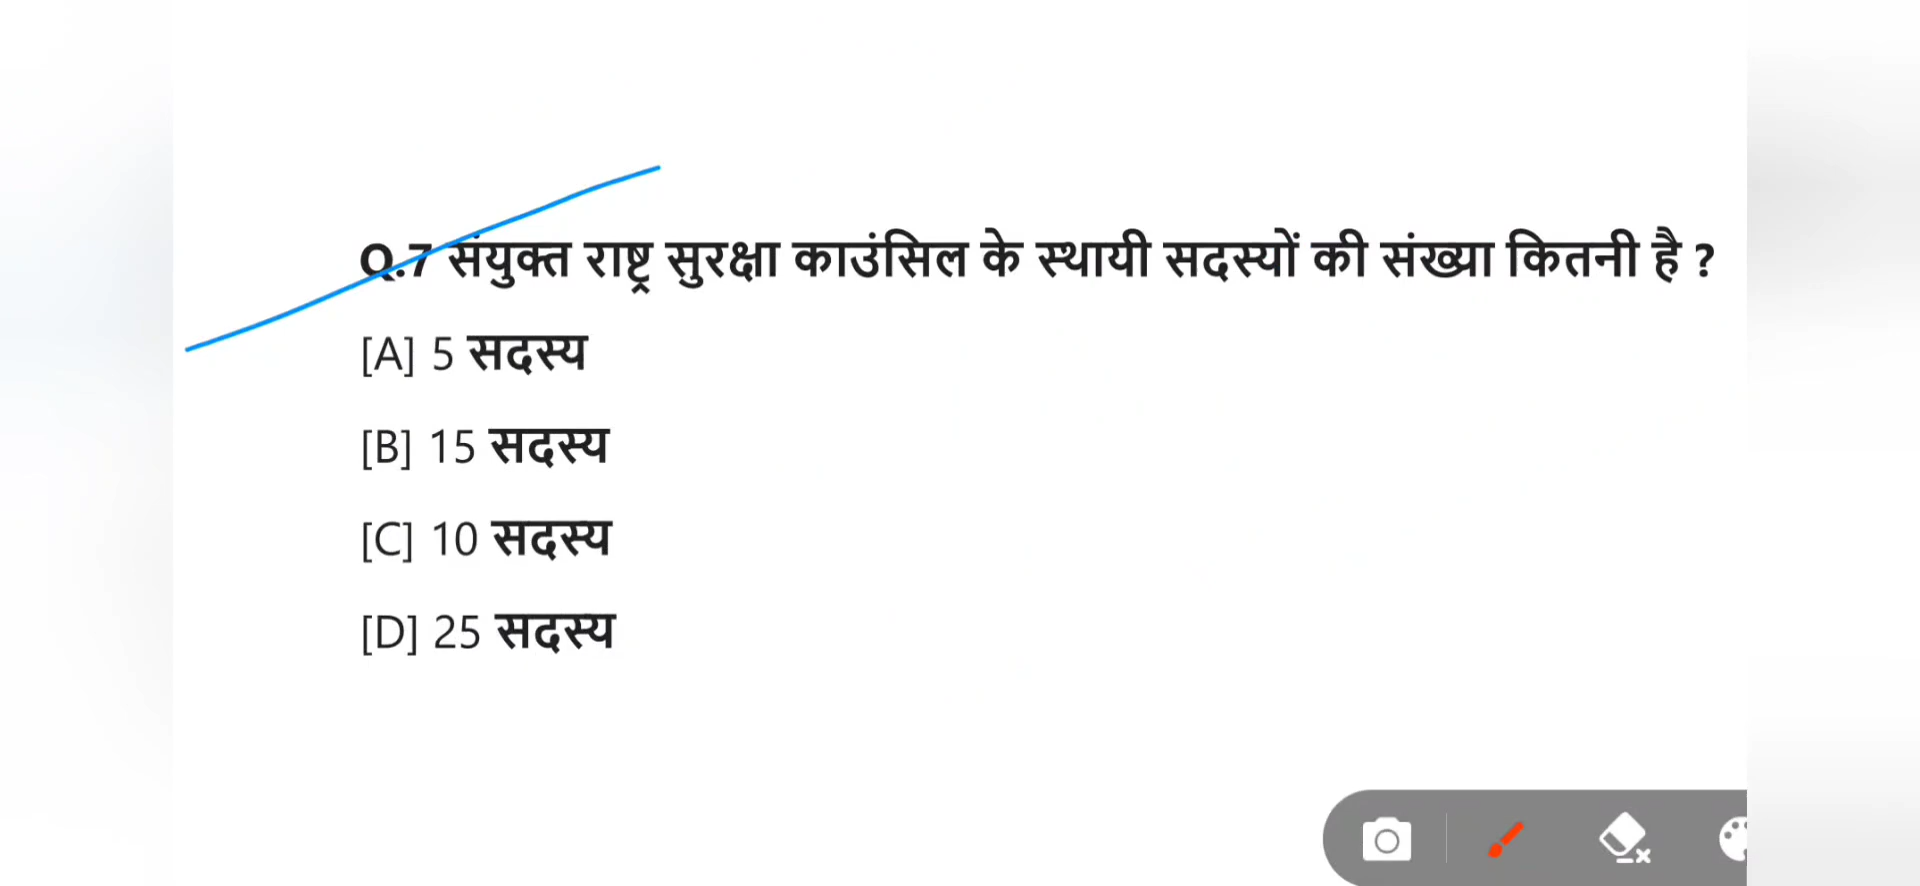 Q.7 संयुक्त राष्ट्र सुरक्षा काउंसिल के स्थायी सदस्यों की संख्या कितनी है ?
[A] 5 सदस्य
[B] 15 सदस्य
[C] 10 सदस्य
[D] 25 सदस्य